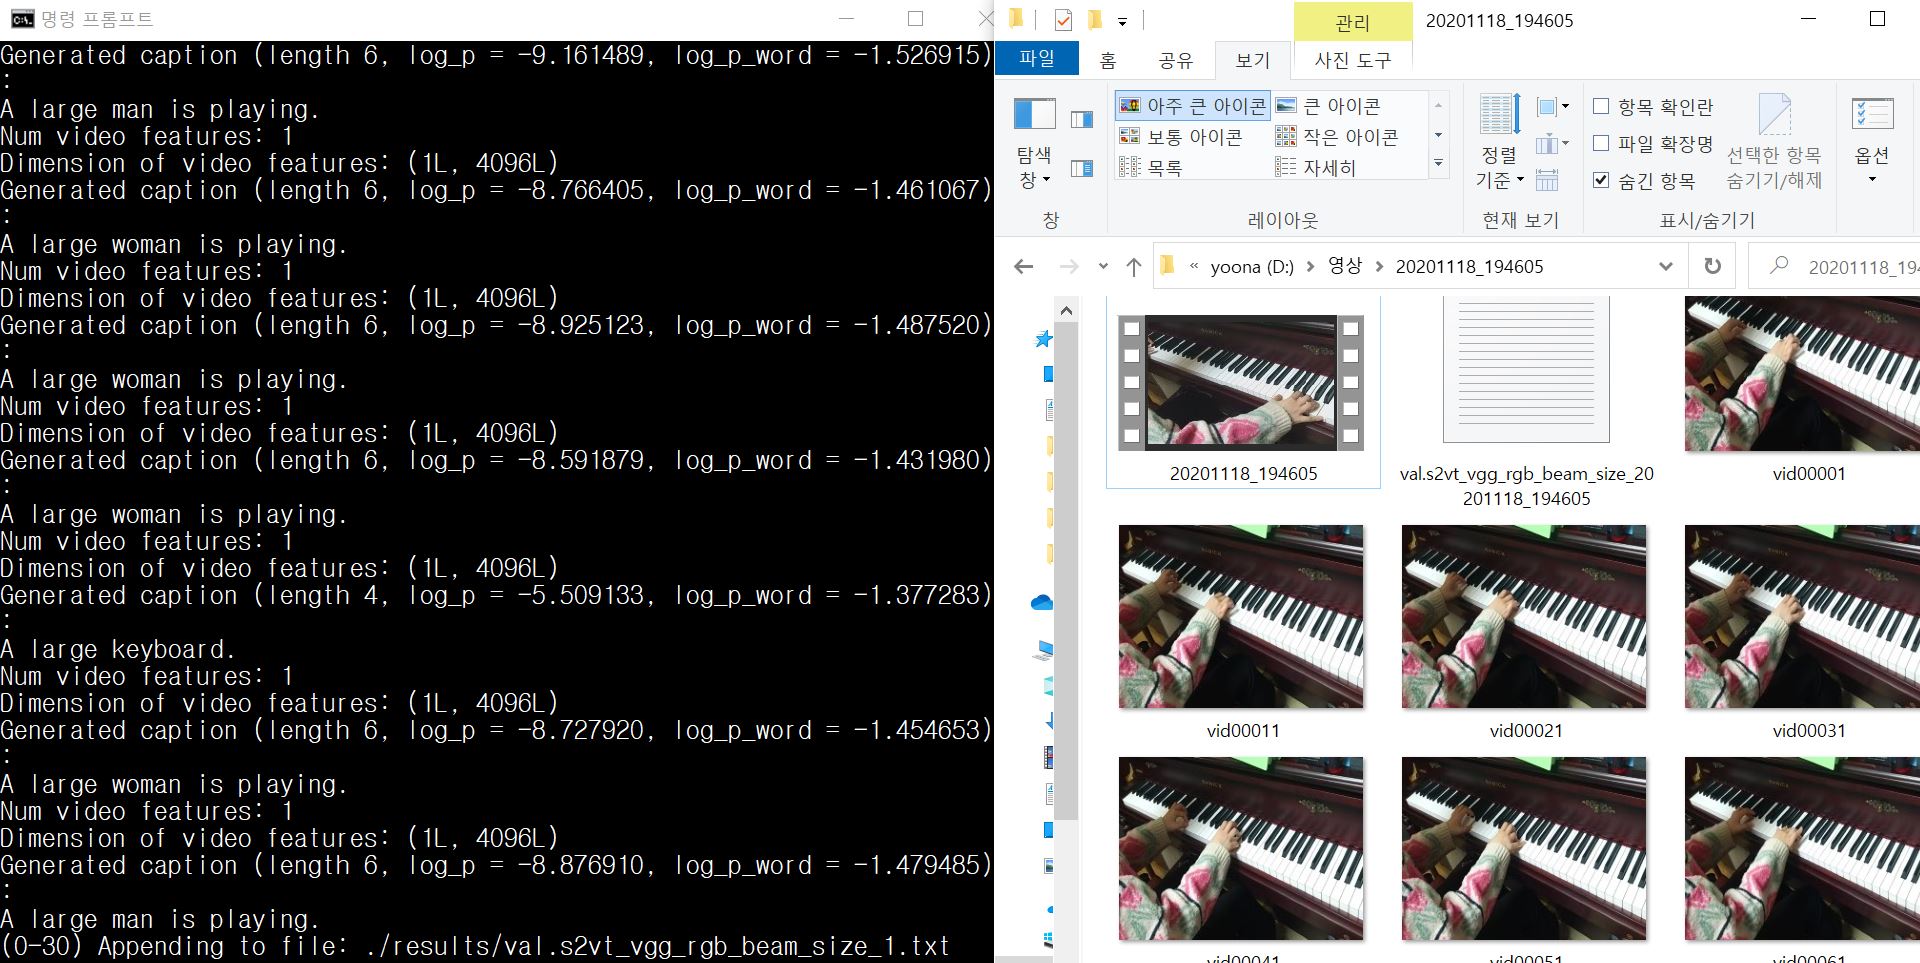 명령 프롬프트
Generated caption (length 6, log_p = -9.161489, log_p_word = -1.526915)
:
A large man is playing.
Num video features: 1
Dimension of video features: (1L, 4096L)
Generated caption (length 6, log_p = -8.766405, log_p_word = -1.461067)
:
A large woman is playing.
Num video features: 1
Dimension of video features: (1L, 4096L)
Generated caption (length 6, log_p = -8.925123, log_p_word = -1.487520)
:
A large woman is playing.
Num video features: 1
Dimension of video features: (1L, 4096L)
Generated caption (length 6, log_p = -8.591879, log_p_word = -1.431980)
:
A large woman is playing.
Num video features: 1
Dimension of video features: (1L, 4096L)
Generated caption (length 4, log_p = -5.509133, log_p_word = -1.377283)
:
A large keyboard.
Num video features: 1
Dimension of video features: (1L, 4096L)
Generated caption (length 6, log_p = -8.727920, log_p_word = -1.454653)
:
A large woman is playing.
Num video features: 1
Dimension of video features: (1L, 4096L)
Generated caption (length 6, log_p = -8.876910, log_p_word = -1.479485)
:
A large man is playing.
(0-30) Appending to file: ./results/val.s2vt_vgg_rgb_beam_size_1.txt
관리
20201118_194605
파일 홈 공유 보기 사진 도구
탐색
창
창
아주 큰 아이콘 큰 아이콘
보통 아이콘 작은 아이콘
목록 자세히
레이아웃
정렬
기준
현재 보기
항목 확인란
파일 확장명
숨긴 항목
선택한 항목
숨기기/해제
표시/숨기기
옵션
« yoona (D:) › 영상 › 20201118_194605
20201118_194
20201118_194605
val.s2vt_vgg_rgb_beam_size_20
201118_194605
vid00001
vid00011
vid00021
vid00031
vid00041
vid00051
vid00061